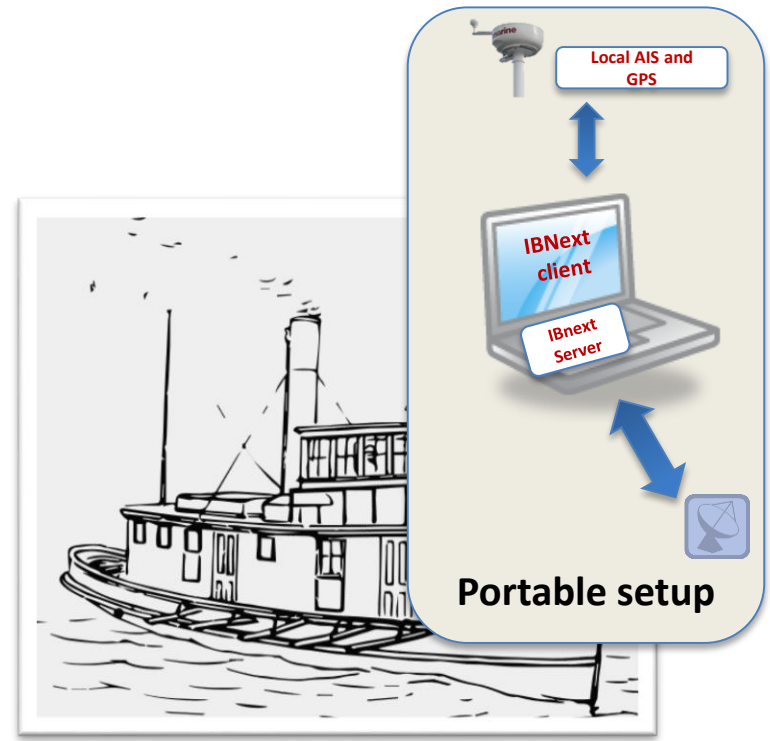 Local AIS and
GPS
IBNext
client
IBnext
Server
Portable setup